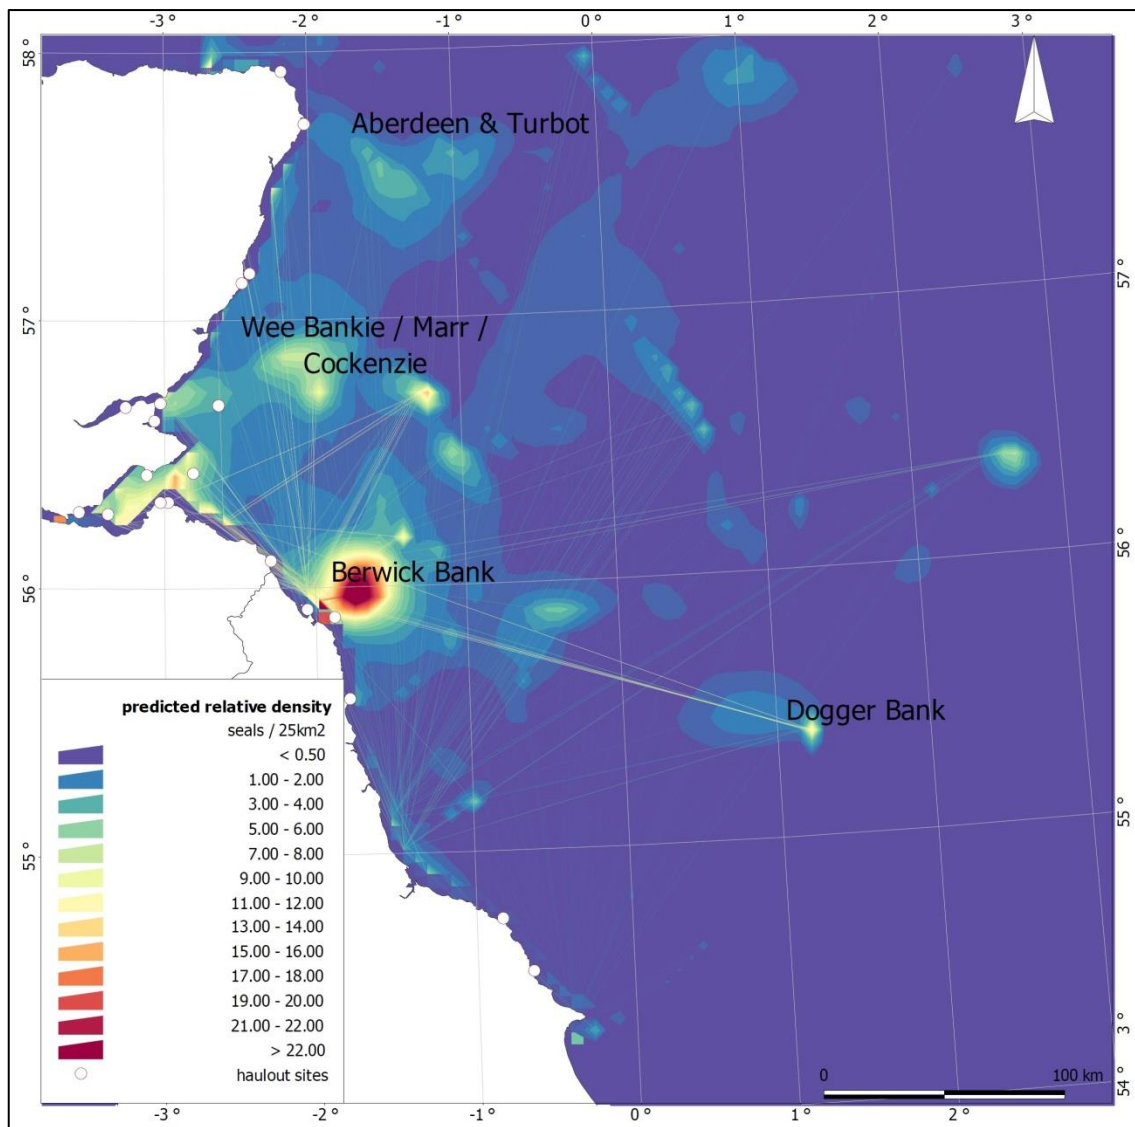 -3 ° -2 ° -1 ° 0 ° 1 ° 2 ° 3 °
58°
Aberdeen & Turbot
57°
57°
Wee Bankie / Marr /
Cockenzie
56°
56°
Berwick Bank
Dogger Bank
55°
55°
predicted relative density
seals / 25km2
< 0.50
1.00 - 2.00
3.00 - 4.00
5.00 - 6.00
7.00 - 8.00
9.00 - 10.00
11.00 - 12.00
13.00 - 14.00
15.00 - 16.00
17.00 - 18.00
19.00 - 20.00
21.00 - 22.00
> 22.00
haulout sites
0 100 km
3 °
54 °
-3 ° -2 ° -1 ° 0 ° 1 ° 2 °